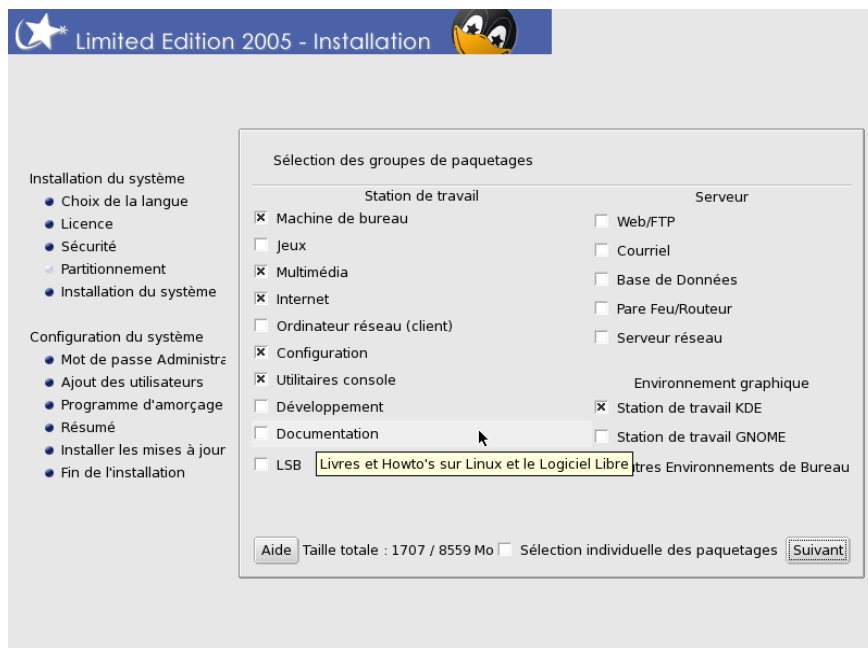 Limited Edition 2005 - Installation
Installation du système
Choix de la langue
Licence
Sécurité
Partitionnement
Installation du système
Configuration du système
Mot de passe Administra
Ajout des utilisateurs
Programme d'amorçage
Résumé
Installer les mises à jour
Fin de l'installation
Sélection des groupes de paquetages
Station de travail
Machine de bureau
Jeux
Multimédia
Internet
Ordinateur réseau (client)
Configuration
Utilitaires console
Développement
Documentation
LSB
Livres et Howto's sur Linux et le Logiciel Libre
Serveur
Web/FTP
Courriel
Base de Données
Pare Feu/Routeur
Serveur réseau
Environnement graphique
Station de travail KDE
Station de travail GNOME
utres Environnements de Bureau
Aide Taille totale : 1707 / 8559 Mo Sélection individuelle des paquetages Suivant